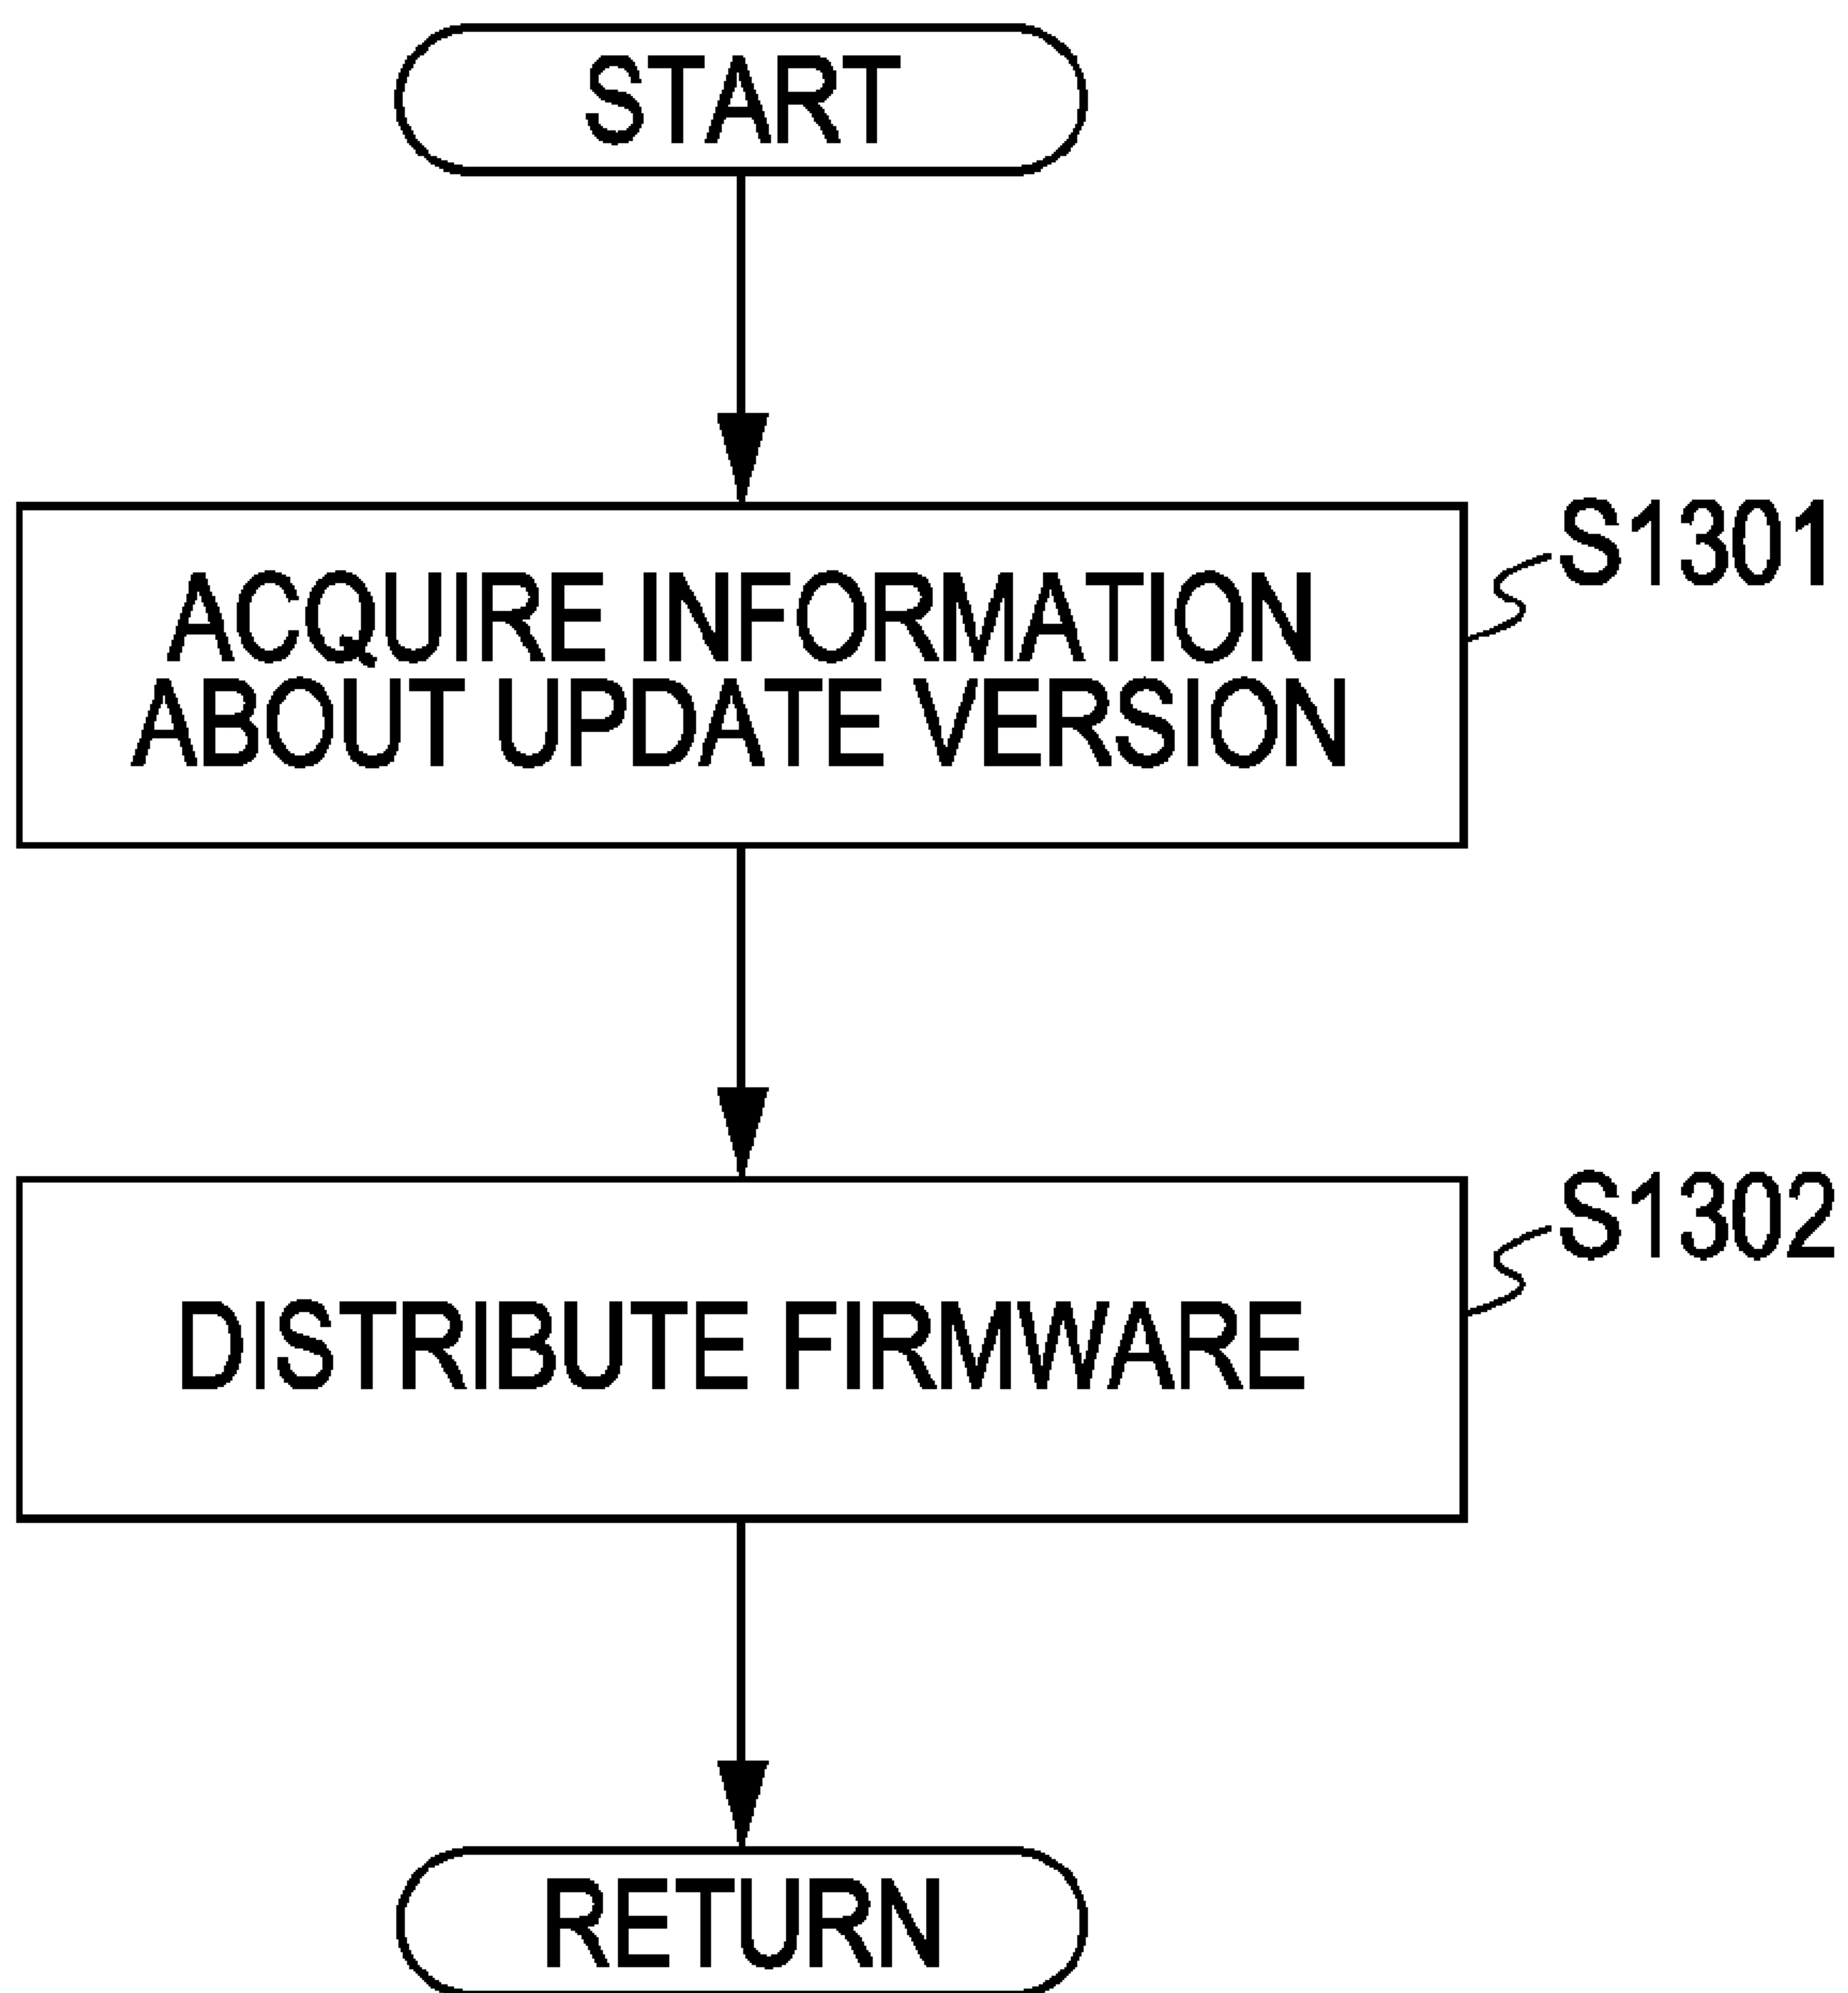 START
S1301
ACQUIRE INFORMATION
ABOUT UPDATE VERSION
S1302
DISTRIBUTE FIRMWARE
RETURN